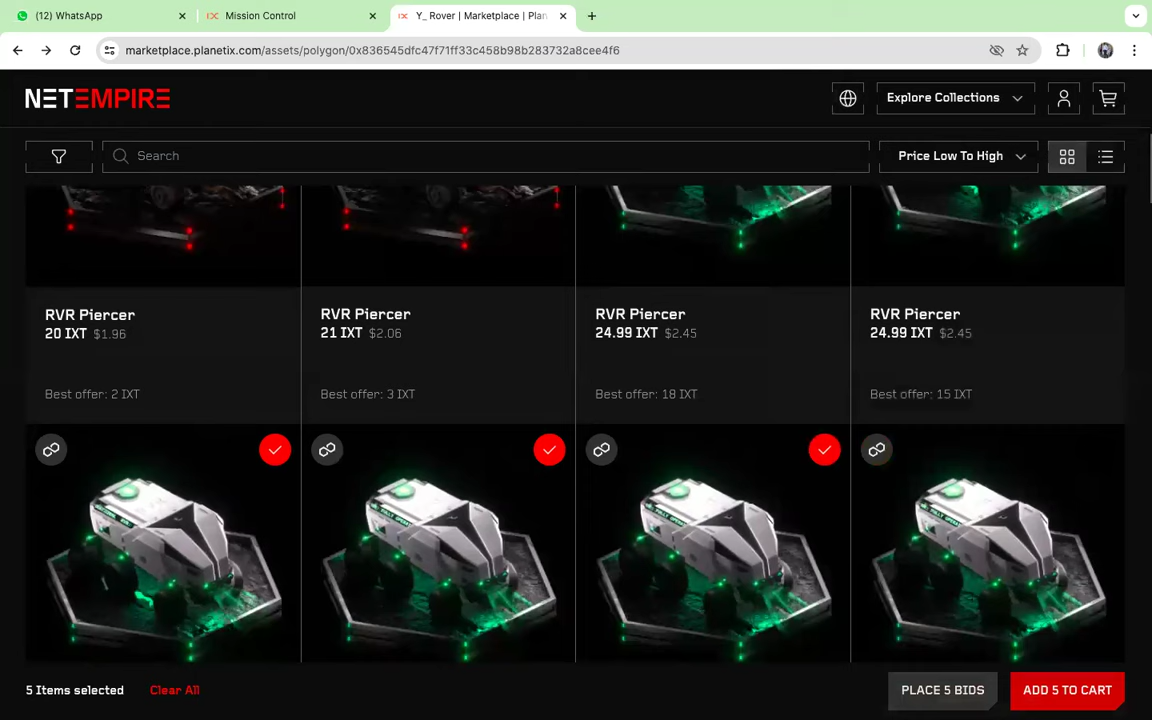 (12) WhatsApp
Mission Control
Y_ Rover | Marketplace | Plan
marketplace.planetix.com/assets/polygon/0x836545dfc47f71ff33c458b98b283732a8cee4f6
NETEMPIRE
Explore Collections
Search
Price Low To High
RVR Piercer
20 IXT $1.96
Best offer: 2 IXT
RVR Piercer
21 IXT $2.06
Best offer: 3 IXT
RVR Piercer
24.99 IXT $2.45
Best offer: 18 IXT
RVR Piercer
24.99 IXT $2.45
Best offer: 15 IXT
5 Items selected
Clear All
PLACE 5 BIDS
ADD 5 TO CART